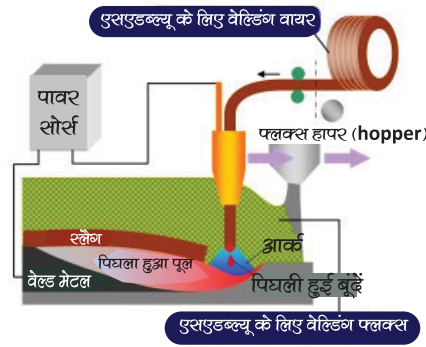 एसएडब्ल्यू के लिए वेल्डिंग वायर
पावर
सोर्स
फ्लक्स हापर (hopper)
स्लैग
आर्क
पिघला हुआ पूल
पिघली हुई बूंदें
वेल्ड मेटल
एसएडब्ल्यू के लिए वेल्डिंग फ्लक्स